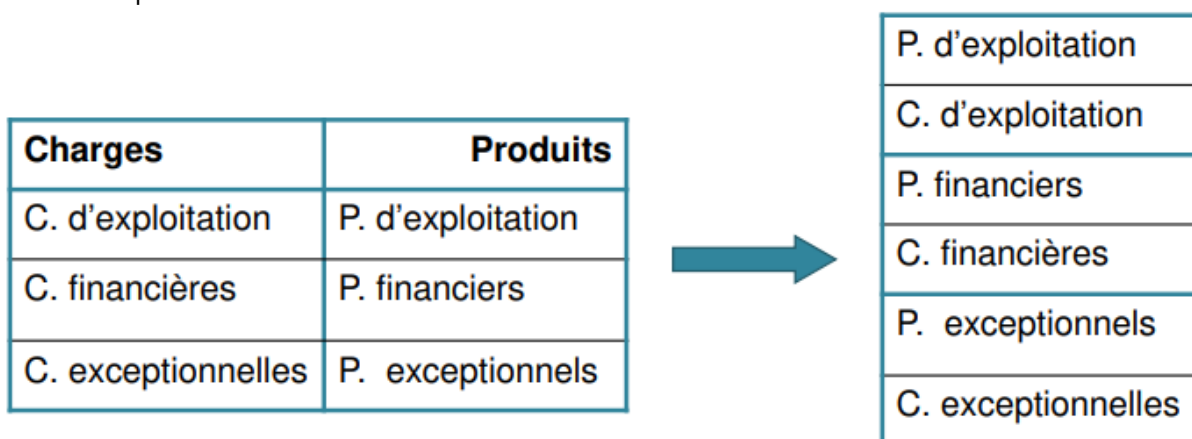 Charges Produits
C. d'exploitation P. d'exploitation
C. financières P. financiers
C. exceptionnelles P. exceptionnels
P. d'exploitation
C. d'exploitation
P. financiers
C. financières
P. exceptionnels
C. exceptionnelles